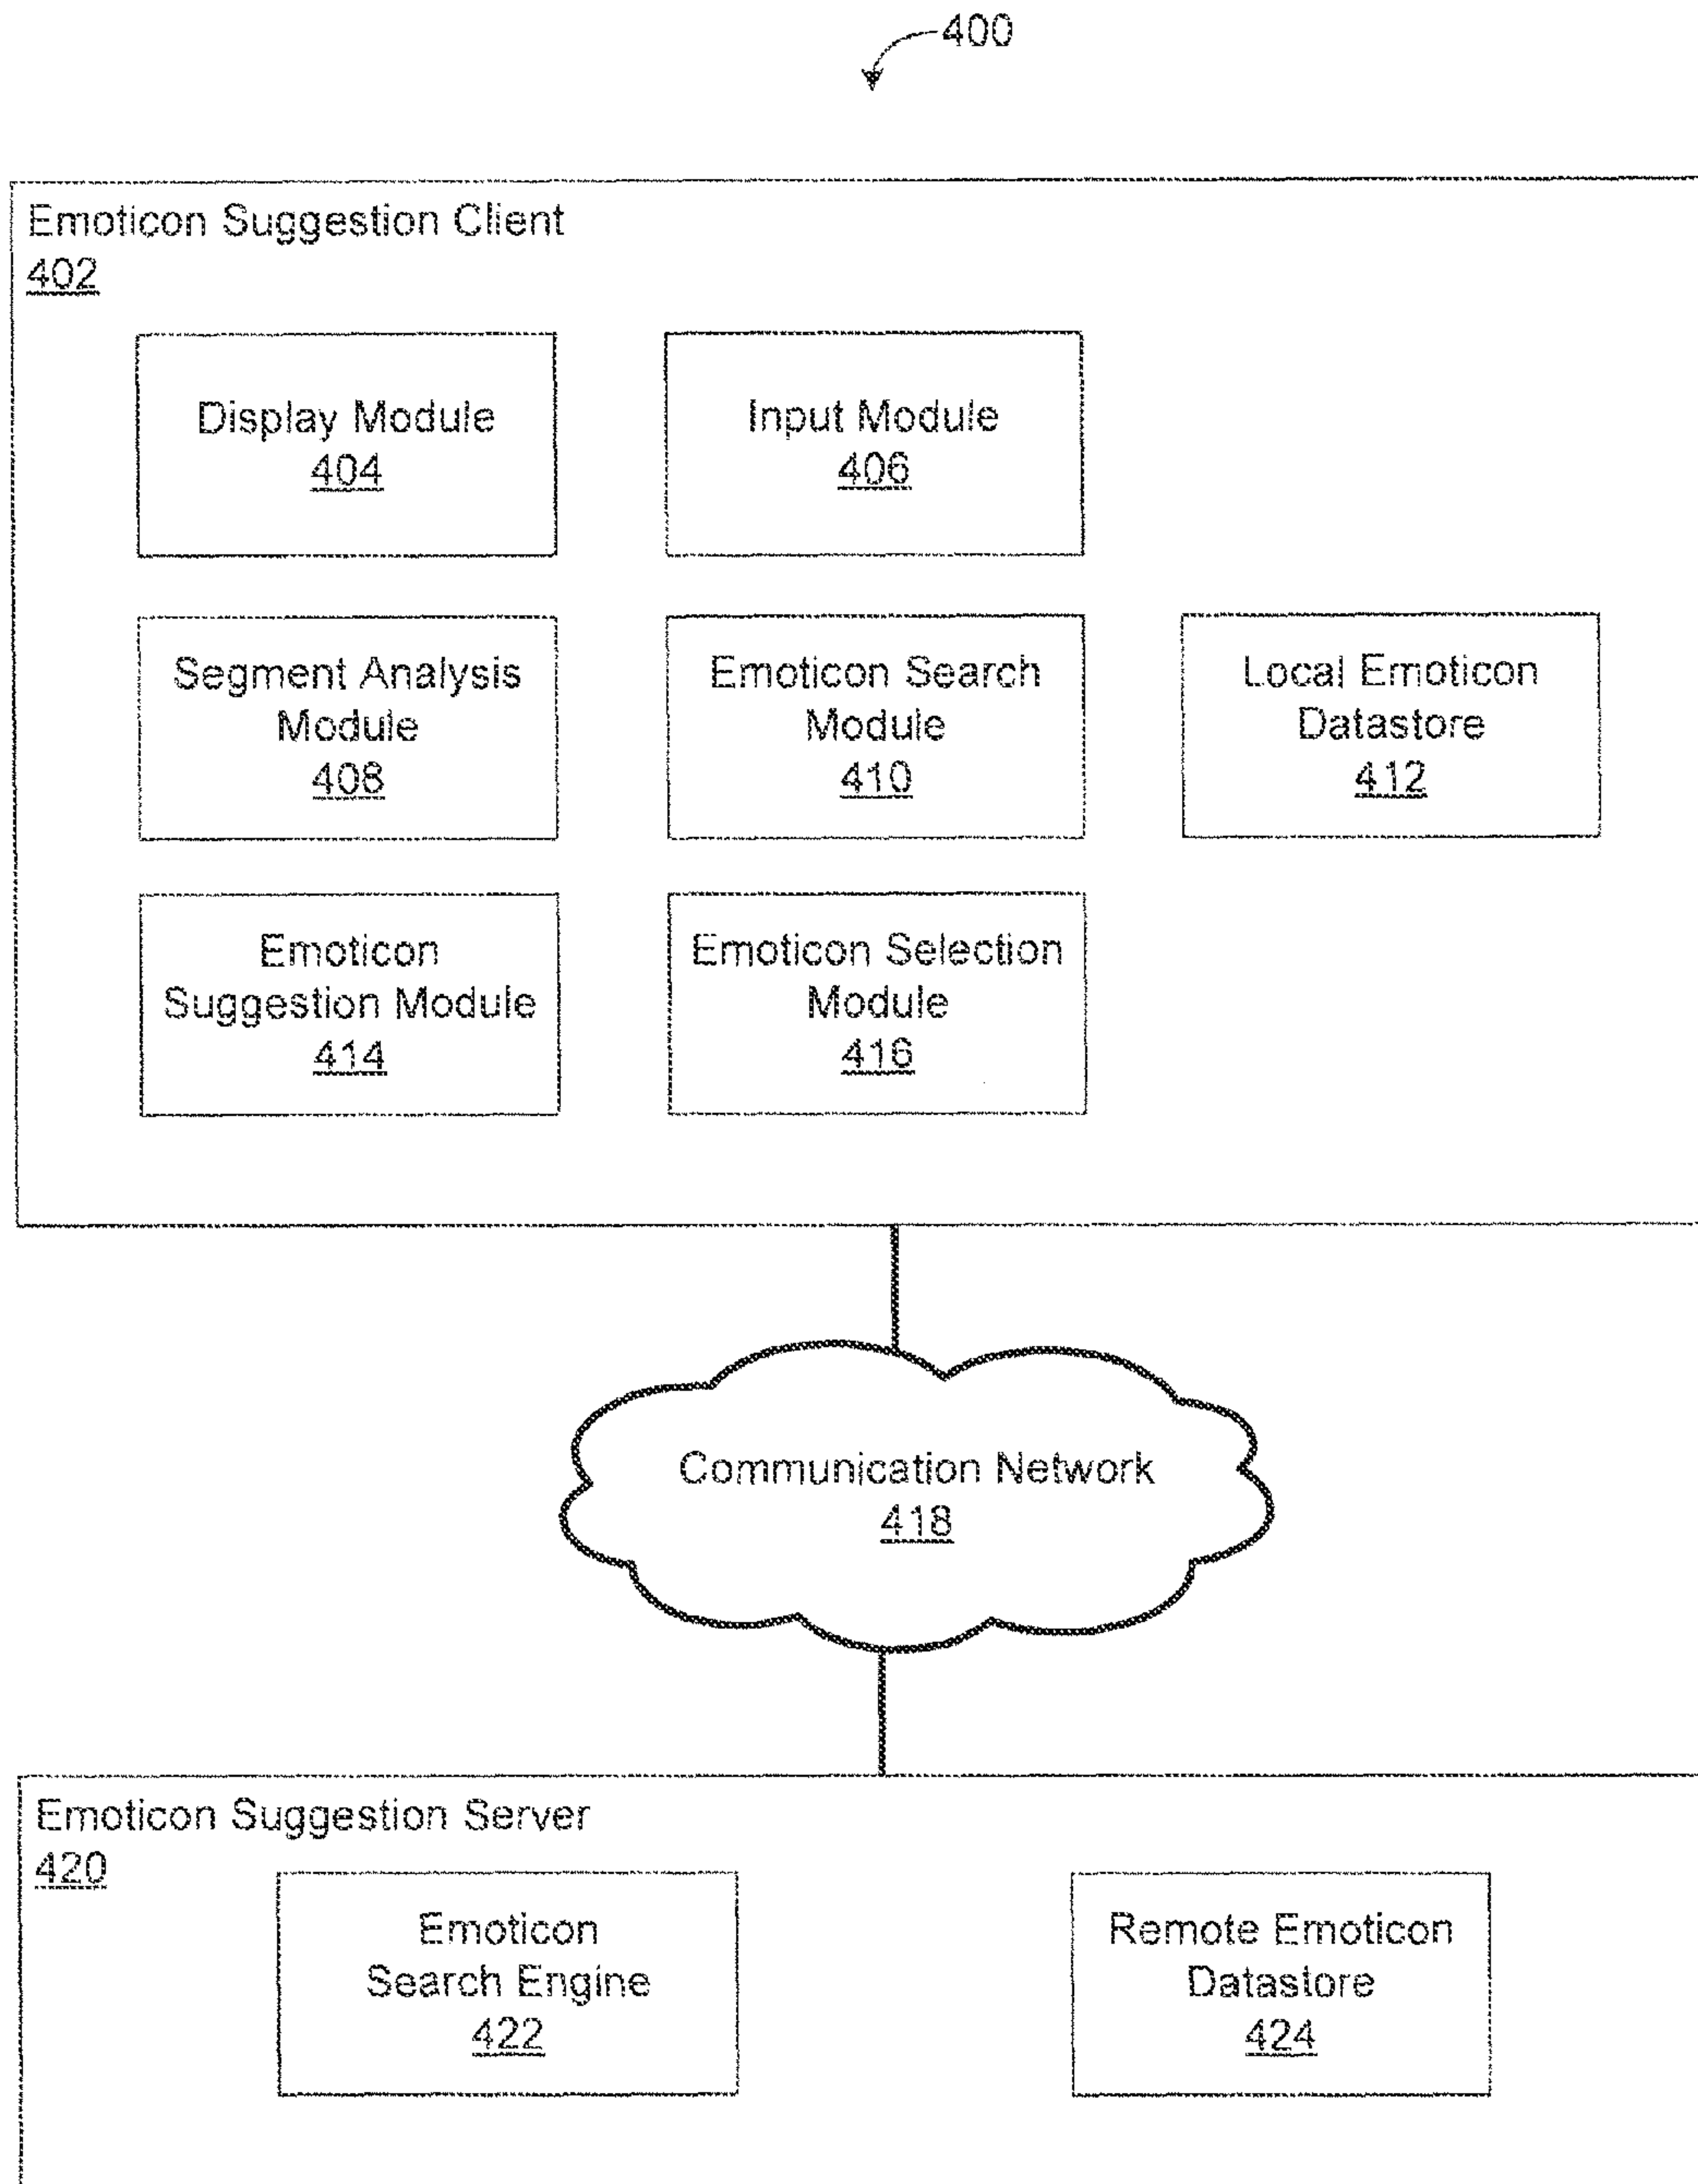 400
Emoticon Suggestion Client
402
Display Module
404
Input Module
406
Segment Analysis
Module
408
Emoticon Search
Module
410
Local Emoticon
Datastore
412
Emoticon
Suggestion Module
414
Emoticon Selection
Module
416
Communication Network
418
Emoticon Suggestion Server
420
Emoticon
Search Engine
422
Remote Emoticon
Datastore
424